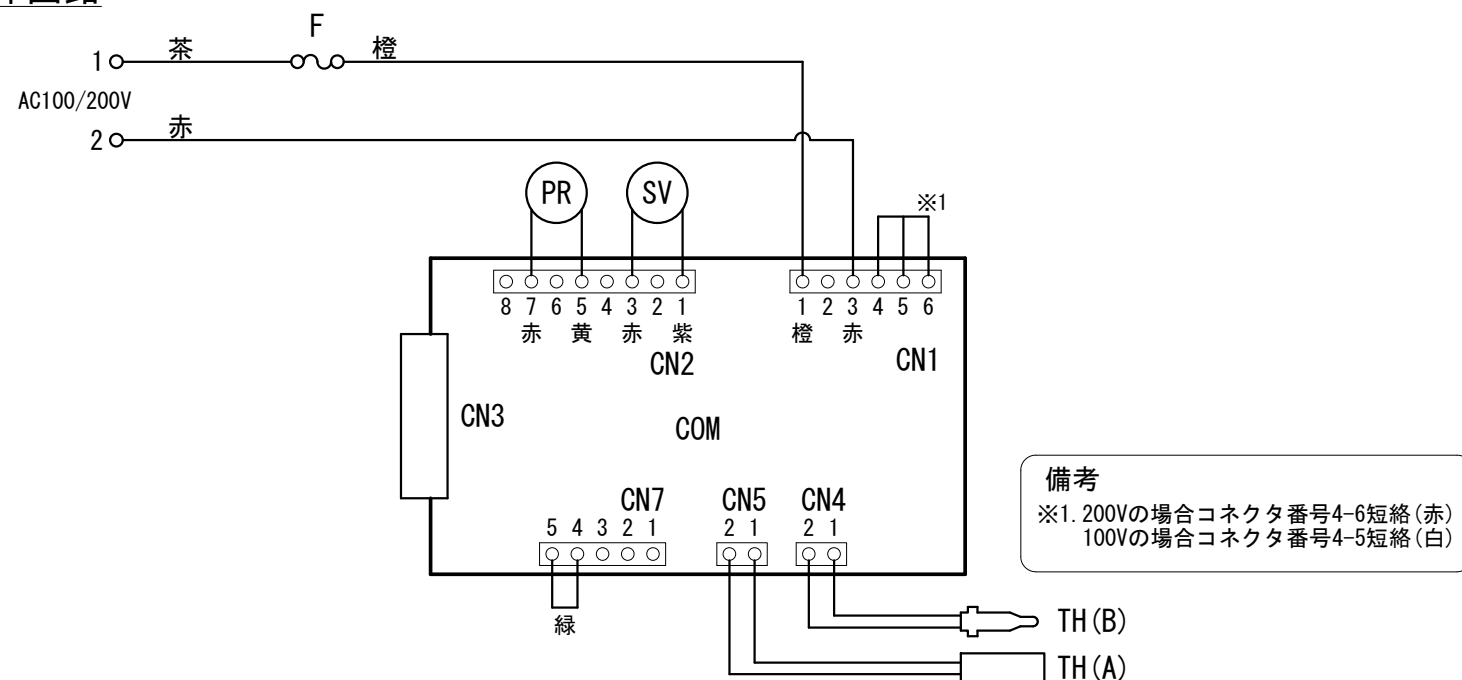 F
1 茶 橙
AC100/200V
2 赤
PR SV
※1
8 7 6 5 4 3 2 1
赤 黄 赤 紫
CN2
1 2 3 4 5 6
橙 赤
CN1
CN3
COM
CN7
5 4 3 2 1
緑
CN5
2 1
CN4
2 1
備考
※1.200Vの場合コネクタ番号4-6短絡(赤)
100Vの場合コネクタ番号4-5短絡(白)
TH(B)
TH(A)